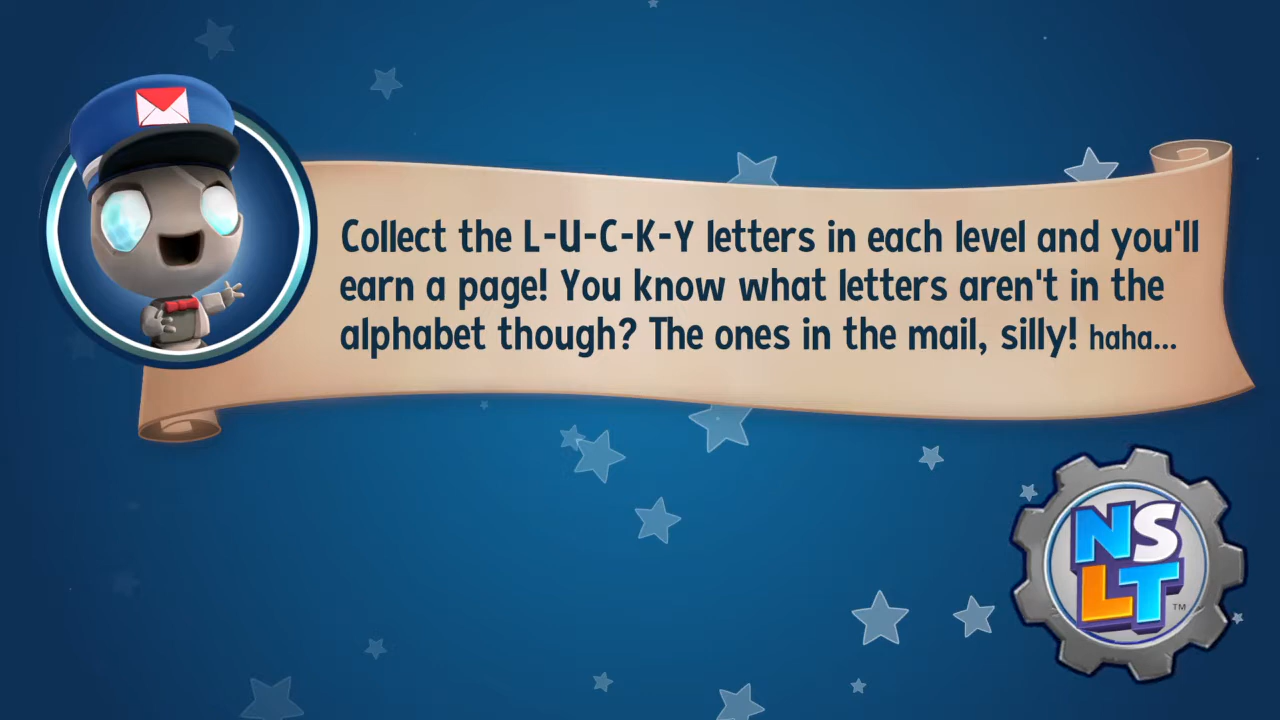 Collect the L-U-C-K-Y letters in each level and you'll
earn a page! You know what letters aren't in the
alphabet though? The ones in the mail, silly! haha...
NS
LT
TM